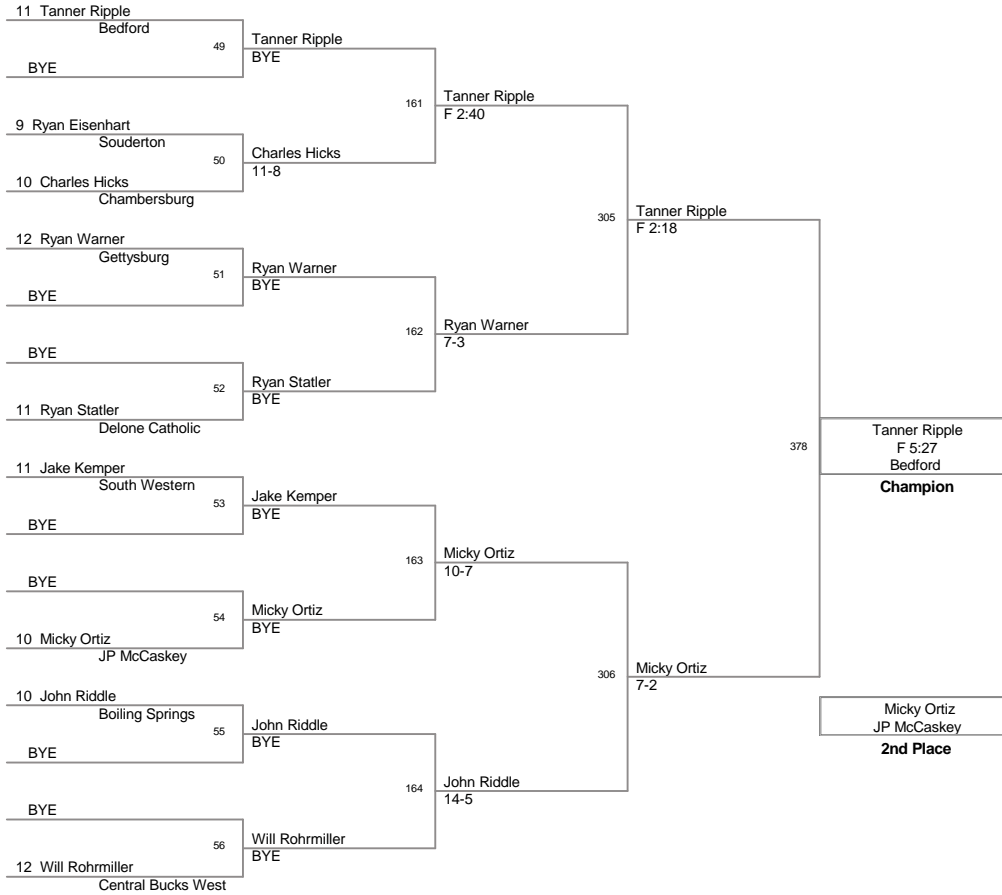 11 Tanner Ripple
Bedford
49
BYE
9 Ryan Eisenhart
Souderton
50
10 Charles Hicks
Chambersburg
12 Ryan Warner
Gettysburg
51
BYE
BYE
52
11 Ryan Statler
Delone Catholic
11 Jake Kemper
South Western
53
BYE
BYE
54
10 Micky Ortiz
JP McCaskey
10 John Riddle
Boiling Springs
55
BYE
BYE
56
12 Will Rohrmiller
Central Bucks West
Tanner Ripple
BYE
161
Charles Hicks
11-8
Ryan Warner
BYE
162
Ryan Statler
BYE
Jake Kemper
BYE
163
Micky Ortiz
BYE
John Riddle
BYE
164
Will Rohrmiller
BYE
Tanner Ripple
F 2:40
305
Ryan Warner
7-3
Micky Ortiz
10-7
306
John Riddle
14-5
Tanner Ripple
F 2:18
378
Micky Ortiz
7-2
Tanner Ripple
F 5:27
Bedford
Champion
Micky Ortiz
JP McCaskey
2nd Place